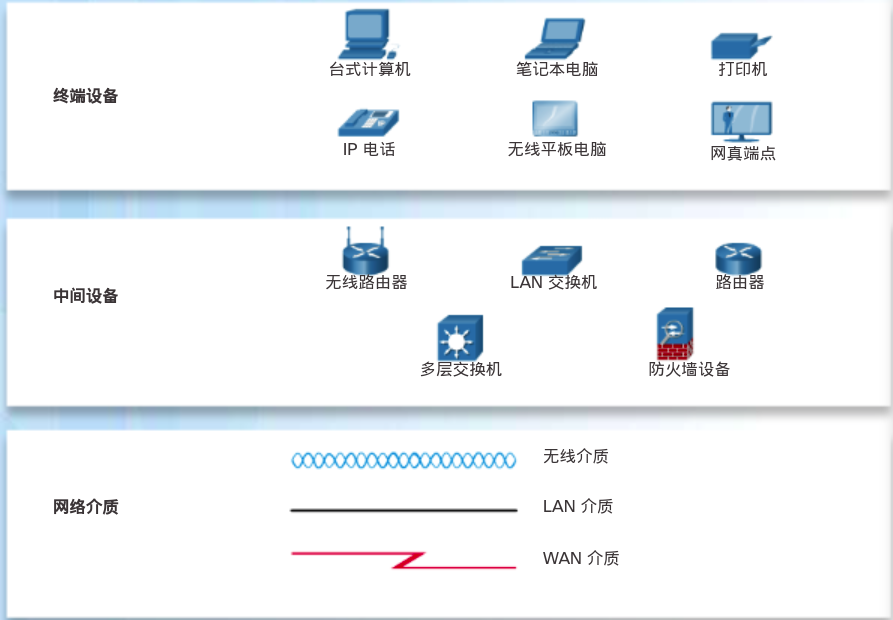 终端设备
台式计算机
笔记本电脑
打印机
IP 电话
无线平板电脑
网真端点
中间设备
无线路由器
LAN 交换机
路由器
多层交换机
防火墙设备
网络介质
无线介质
LAN 介质
WAN 介质